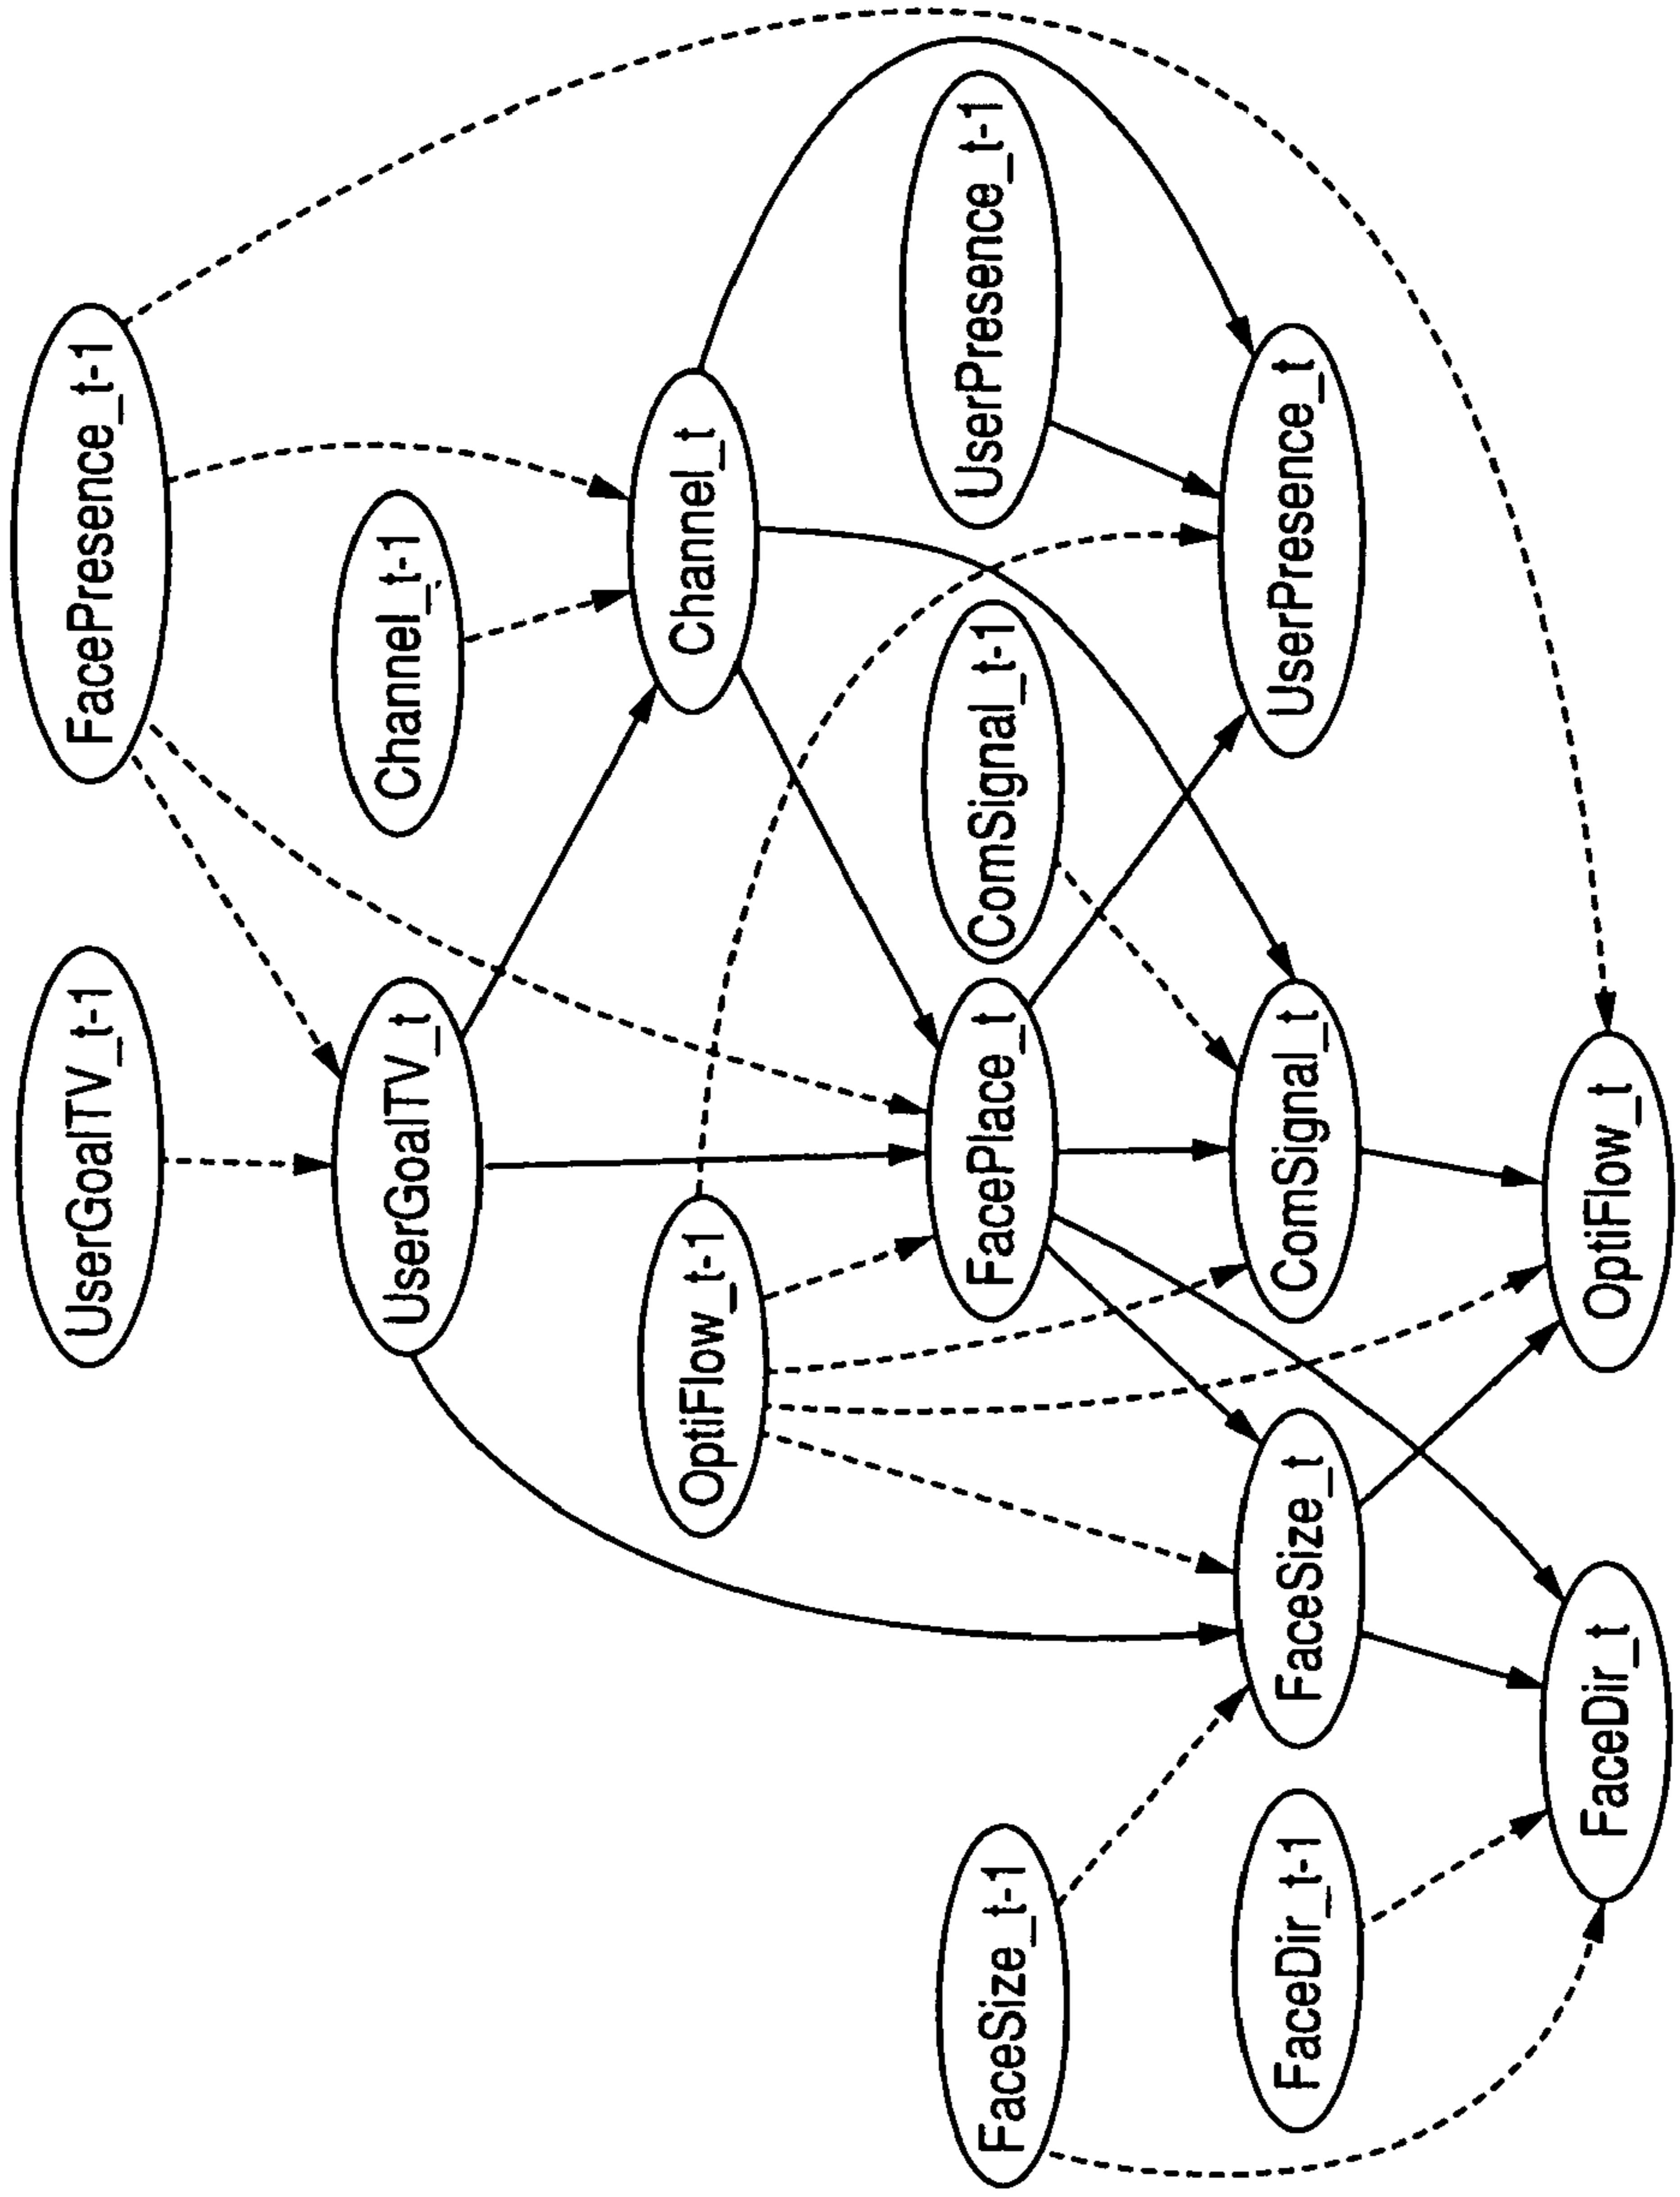 FacePresence_t-1
UserGoalTV_t-1
Channel_t-1
UserGoalTV_t
Channel_t
OptiFlow_t-1
UserPresence_t-1
ComSignal_t-1
FacePlace_t
FaceSize_t-1
UserPresence_t
ComSignal_t
FaceSize_t
FaceDir_t-1
OptiFlow_t
FaceDir_t